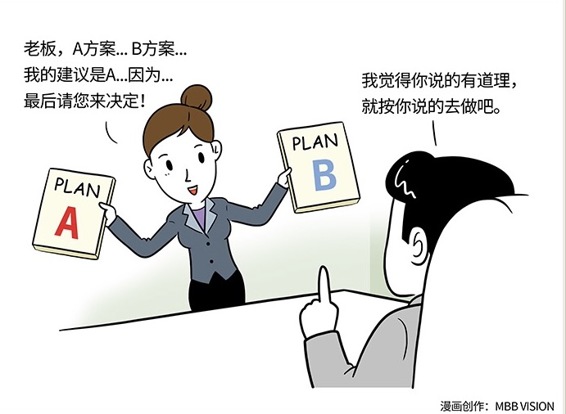 老板，A方案... B方案...
我的建议是A...因为...
最后请您来决定！
我觉得你说的有道理，
就按你说的去做吧。
PLAN
A
PLAN
B
漫画创作：MBB VISION